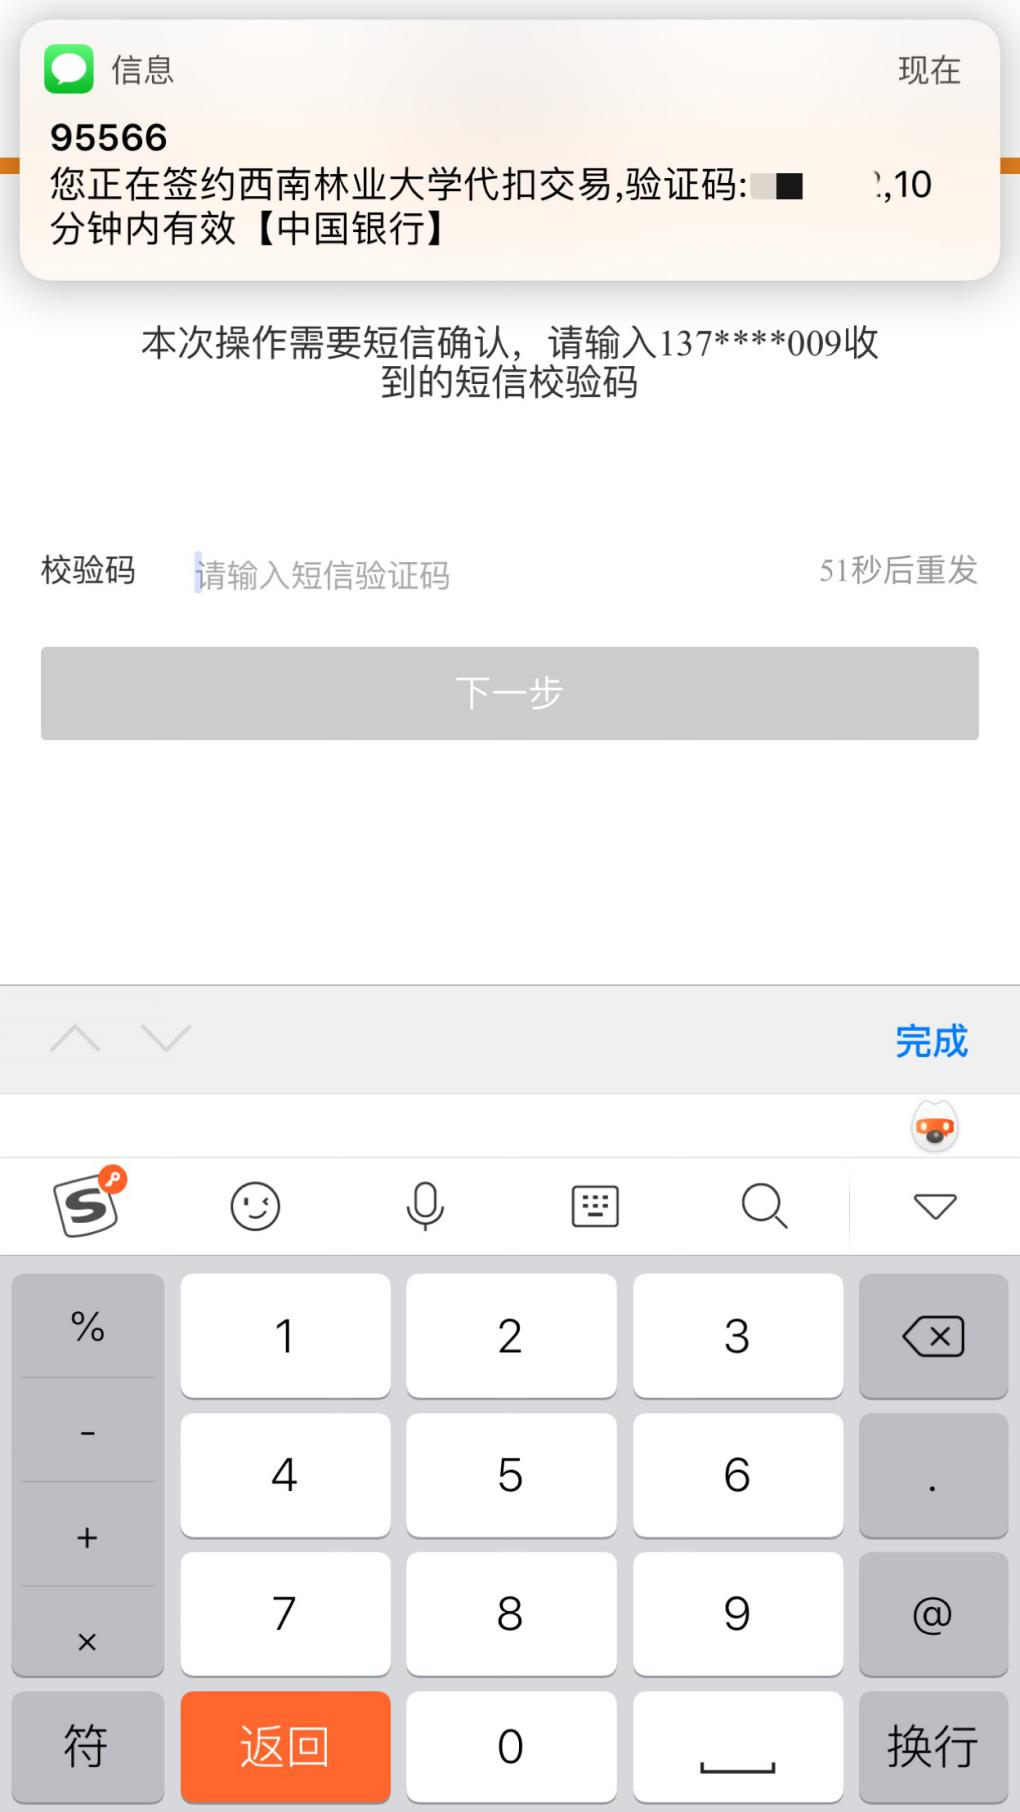 信息 现在
95566
您正在签约西南林业大学代扣交易,验证码: ,10
分钟内有效【中国银行】
本次操作需要短信确认，请输入137****009收
到的短信校验码
校验码 请输入短信验证码 51秒后重发
下一步
完成
% 1 2 3
- 4 5 6 .
+
7 8 9 @
×
符 返回 0 换行